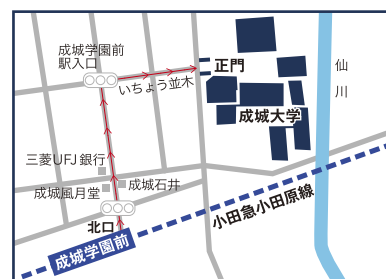 成城学園前
駅入口
正門
仙
川
いちょう並木
成城大学
三菱UFJ銀行
成城石井
成城風月堂
小田急小田原線
北口
成城学園前